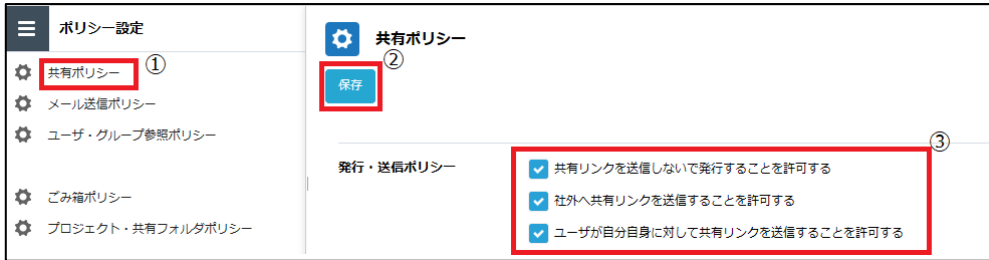 ポリシー設定
共有ポリシー ①
メール送信ポリシー
ユーザ・グループ参照ポリシー
ごみ箱ポリシー
プロジェクト・共有フォルダポリシー
共有ポリシー
②
保存
③
発行・送信ポリシー
共有リンクを送信しないで発行することを許可する
社外へ共有リンクを送信することを許可する
ユーザが自分自身に対して共有リンクを送信することを許可する